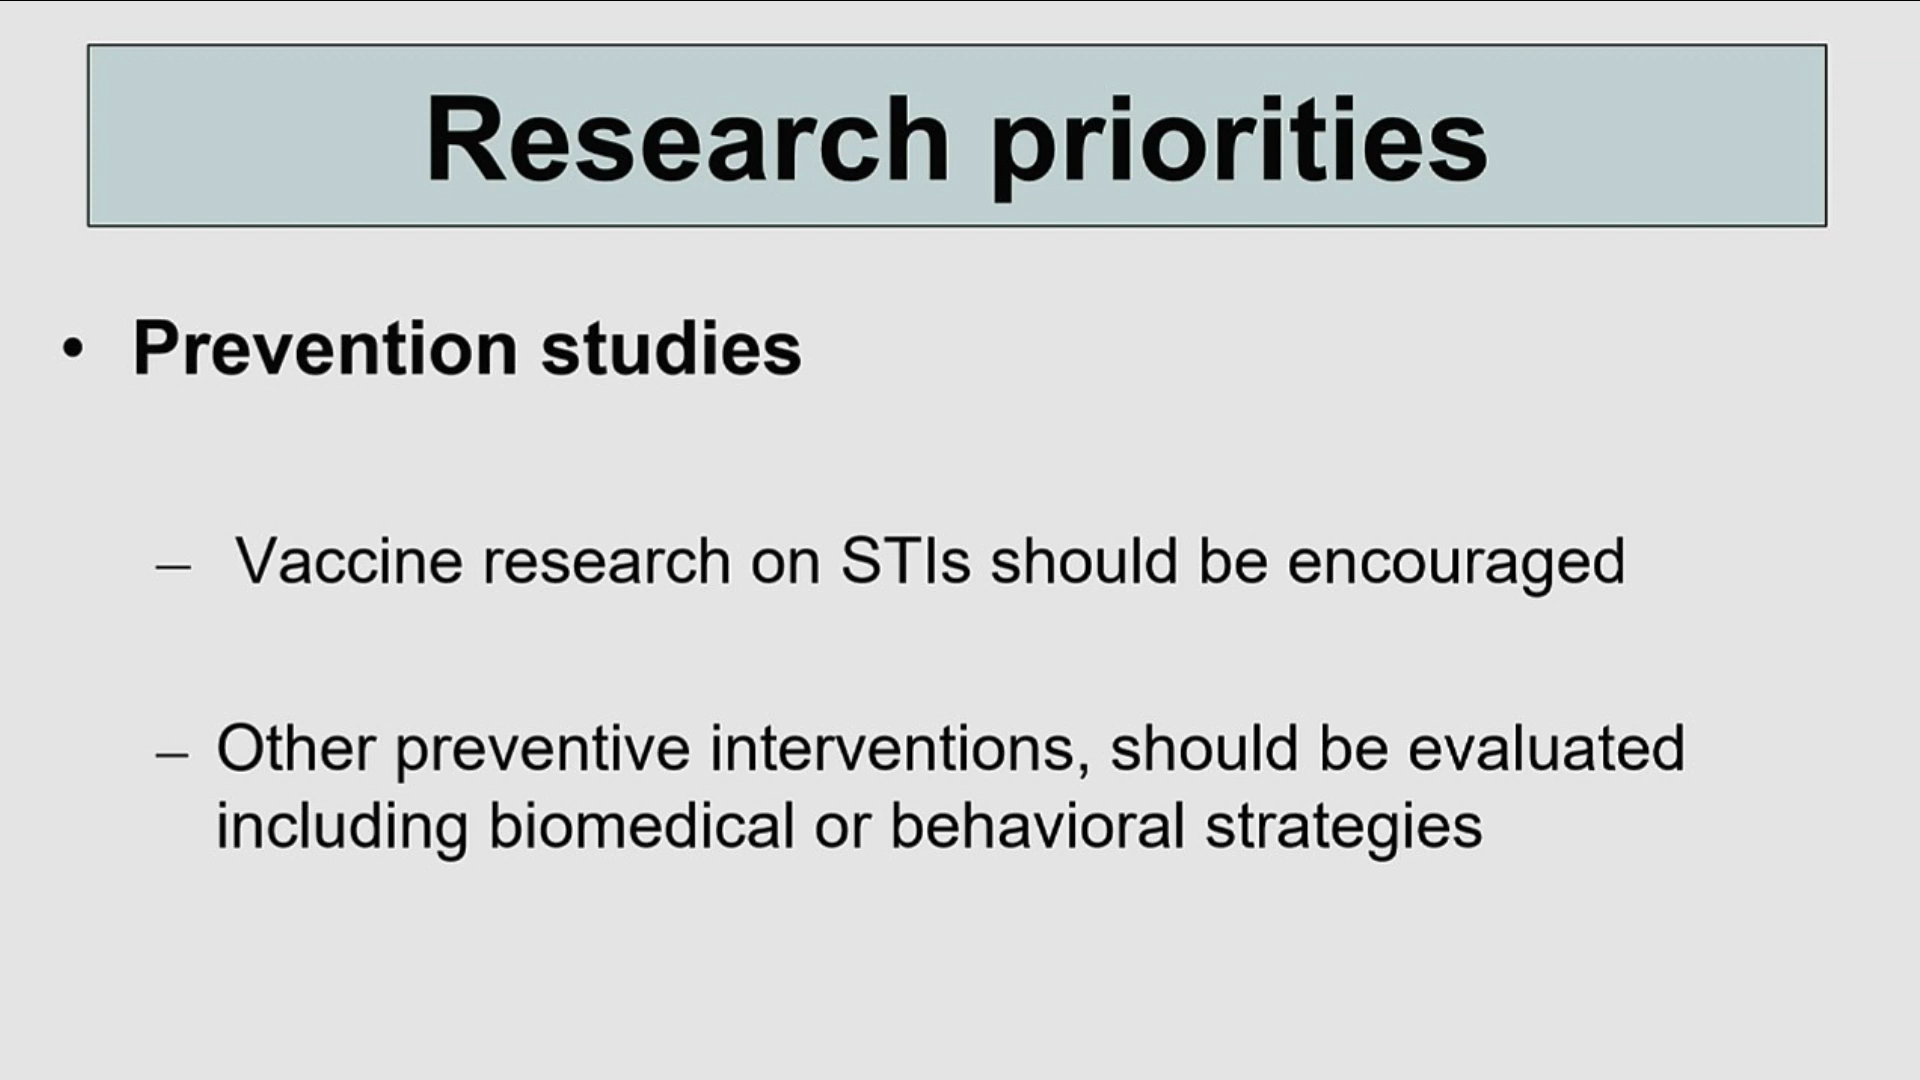 Research priorities
• Prevention studies
– Vaccine research on STIs should be encouraged
– Other preventive interventions, should be evaluated
including biomedical or behavioral strategies